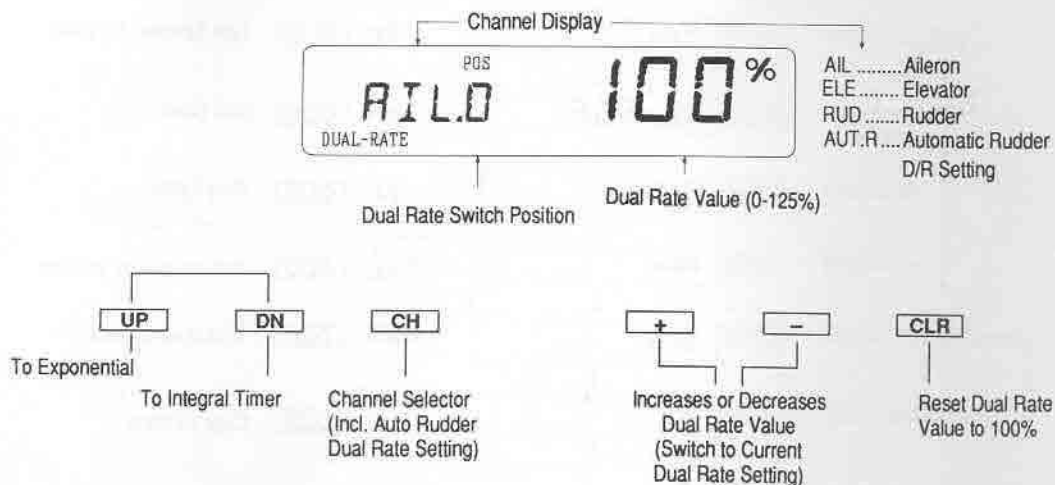 Channel Display
POS
AIL.0 100%
DUAL-RATE
AIL ......... Aileron
ELE ........ Elevator
RUD ....... Rudder
AUT.R.... Automatic Rudder
D/R Setting
Dual Rate Switch Position
Dual Rate Value (0-125%)
UP DN CH + – CLR
To Exponential
To Integral Timer
Channel Selector
(Incl. Auto Rudder
Dual Rate Setting)
Increases or Decreases
Dual Rate Value
(Switch to Current
Dual Rate Setting)
Reset Dual Rate
Value to 100%